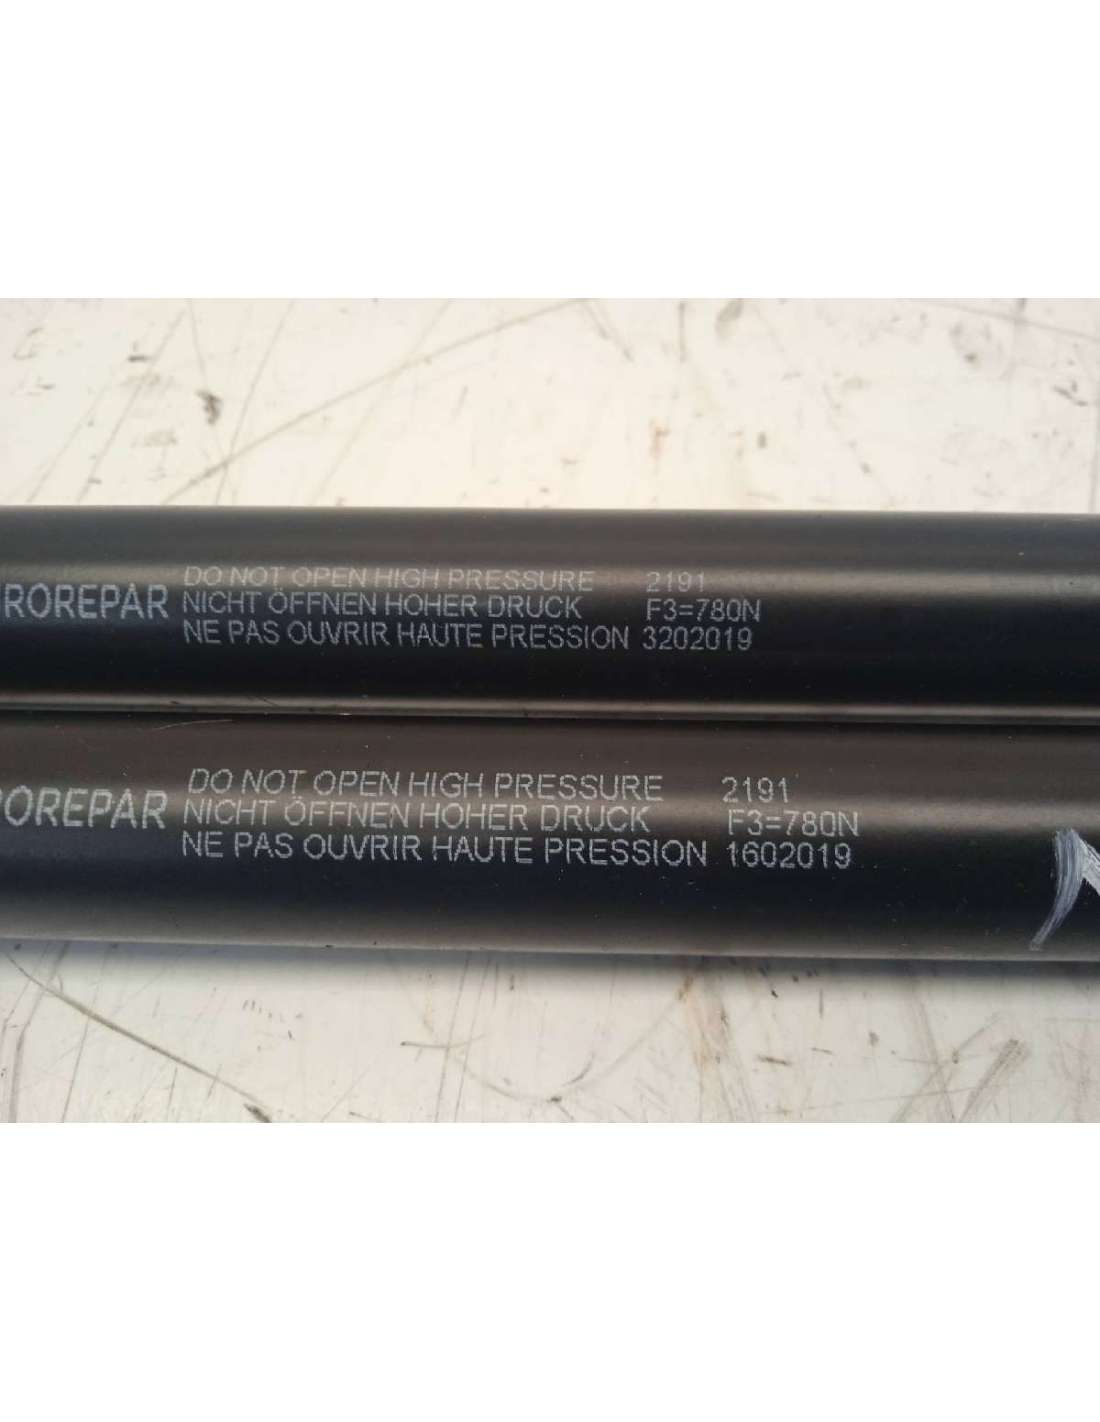 ROREPAR
DO NOT OPEN HIGH PRESSURE 2191
NICHT ÖFFNEN HOHER DRUCK F3=780N
NE PAS OUVRIR HAUTE PRESSION 3202019
ROREPAR
DO NOT OPEN HIGH PRESSURE 2191
NICHT ÖFFNEN HOHER DRUCK F3=780N
NE PAS OUVRIR HAUTE PRESSION 1602019